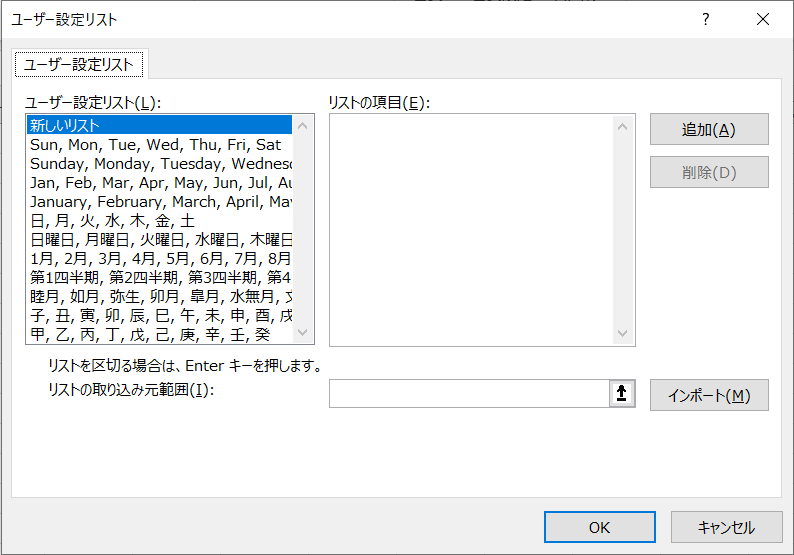 ユーザー設定リスト
?
ユーザー設定リスト
ユーザー設定リスト(L):
新しいリスト
Sun, Mon, Tue, Wed, Thu, Fri, Sat
Sunday, Monday, Tuesday, Wednes
Jan, Feb, Mar, Apr, May, Jun, Jul, Au
January, February, March, April, May
日, 月, 火, 水, 木, 金, 土
日曜日, 月曜日, 火曜日, 水曜日, 木曜日
1月, 2月, 3月, 4月, 5月, 6月, 7月, 8月
第1四半期, 第2四半期, 第3四半期, 第4
睦月, 如月, 弥生, 卯月, 皐月, 水無月,
子, 丑, 寅, 卯, 辰, 巳, 午, 未, 申, 酉, 戌
甲, 乙, 丙, 丁, 戊, 己, 庚, 辛, 壬, 癸
リストの項目(E):
追加(A)
削除(D)
リストを区切る場合は、Enter キーを押します。
リストの取り込み元範囲(I):
インポート(M)
OK
キャンセル